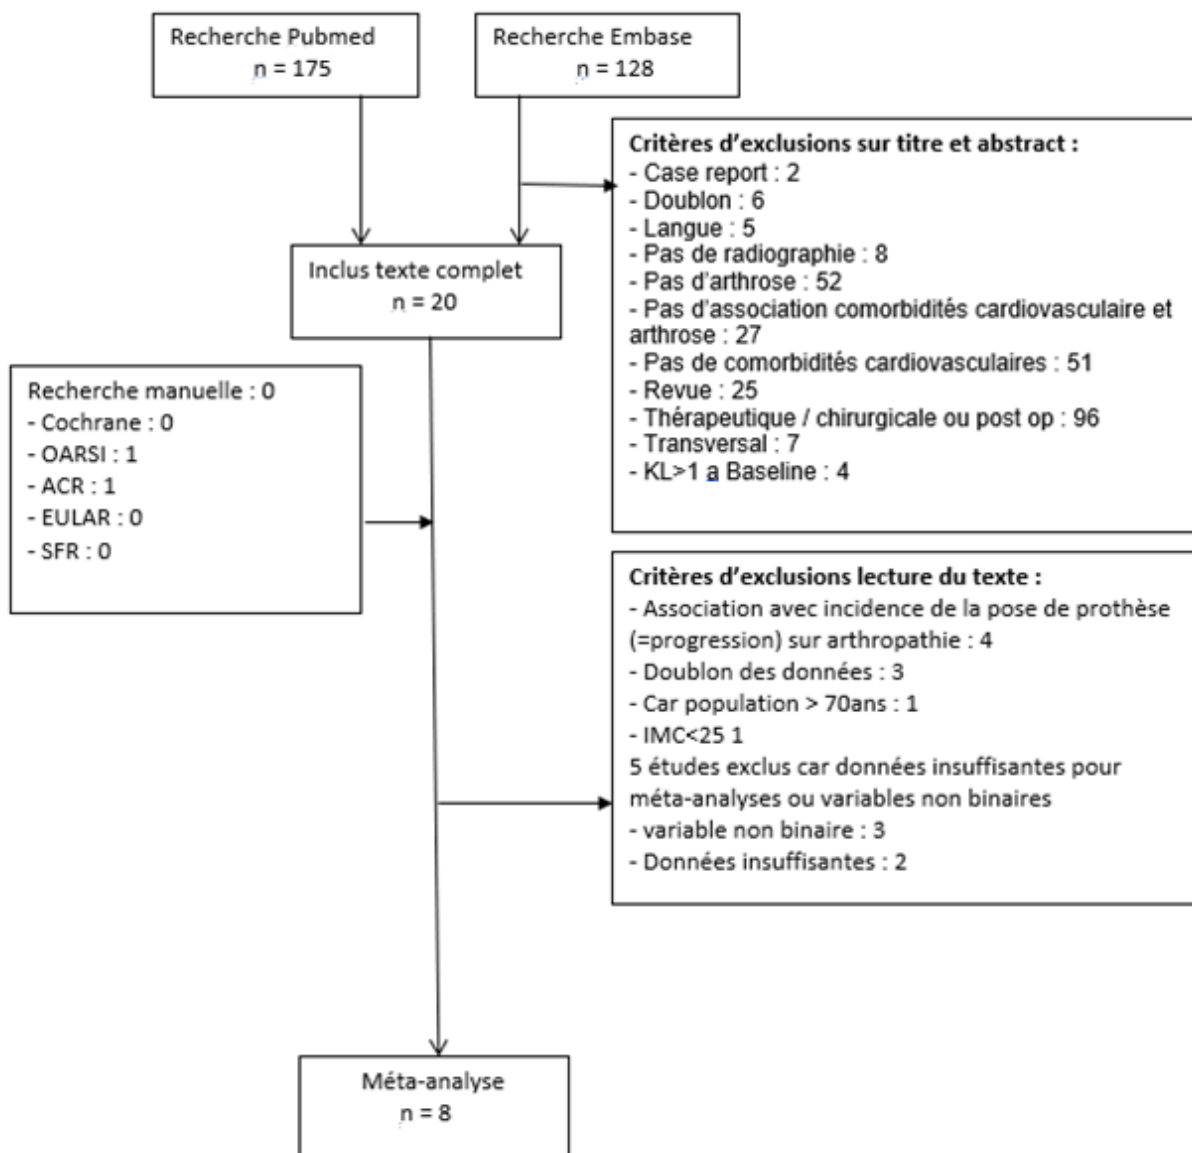 Recherche Pubmed
n = 175
Recherche Embase
n = 128
Critères d’exclusions sur titre et abstract :
- Case report : 2
- Doublon : 6
- Langue : 5
- Pas de radiographie : 8
- Pas d’arthrose : 52
- Pas d’association comorbidités cardiovasculaire et
arthrose : 27
- Pas de comorbidités cardiovasculaires : 51
- Revue : 25
- Thérapeutique / chirurgicale ou post op : 96
- Transversal : 7
- KL>1 a Baseline : 4
Inclus texte complet
n = 20
Recherche manuelle : 0
- Cochrane : 0
- OARSI : 1
- ACR : 1
- EULAR : 0
- SFR : 0
Critères d’exclusions lecture du texte :
- Association avec incidence de la pose de prothèse
(=progression) sur arthropathie : 4
- Doublon des données : 3
- Car population > 70ans : 1
- IMC<25 1
5 études exclus car données insuffisantes pour
méta-analyses ou variables non binaires
- variable non binaire : 3
- Données insuffisantes : 2
Méta-analyse
n = 8